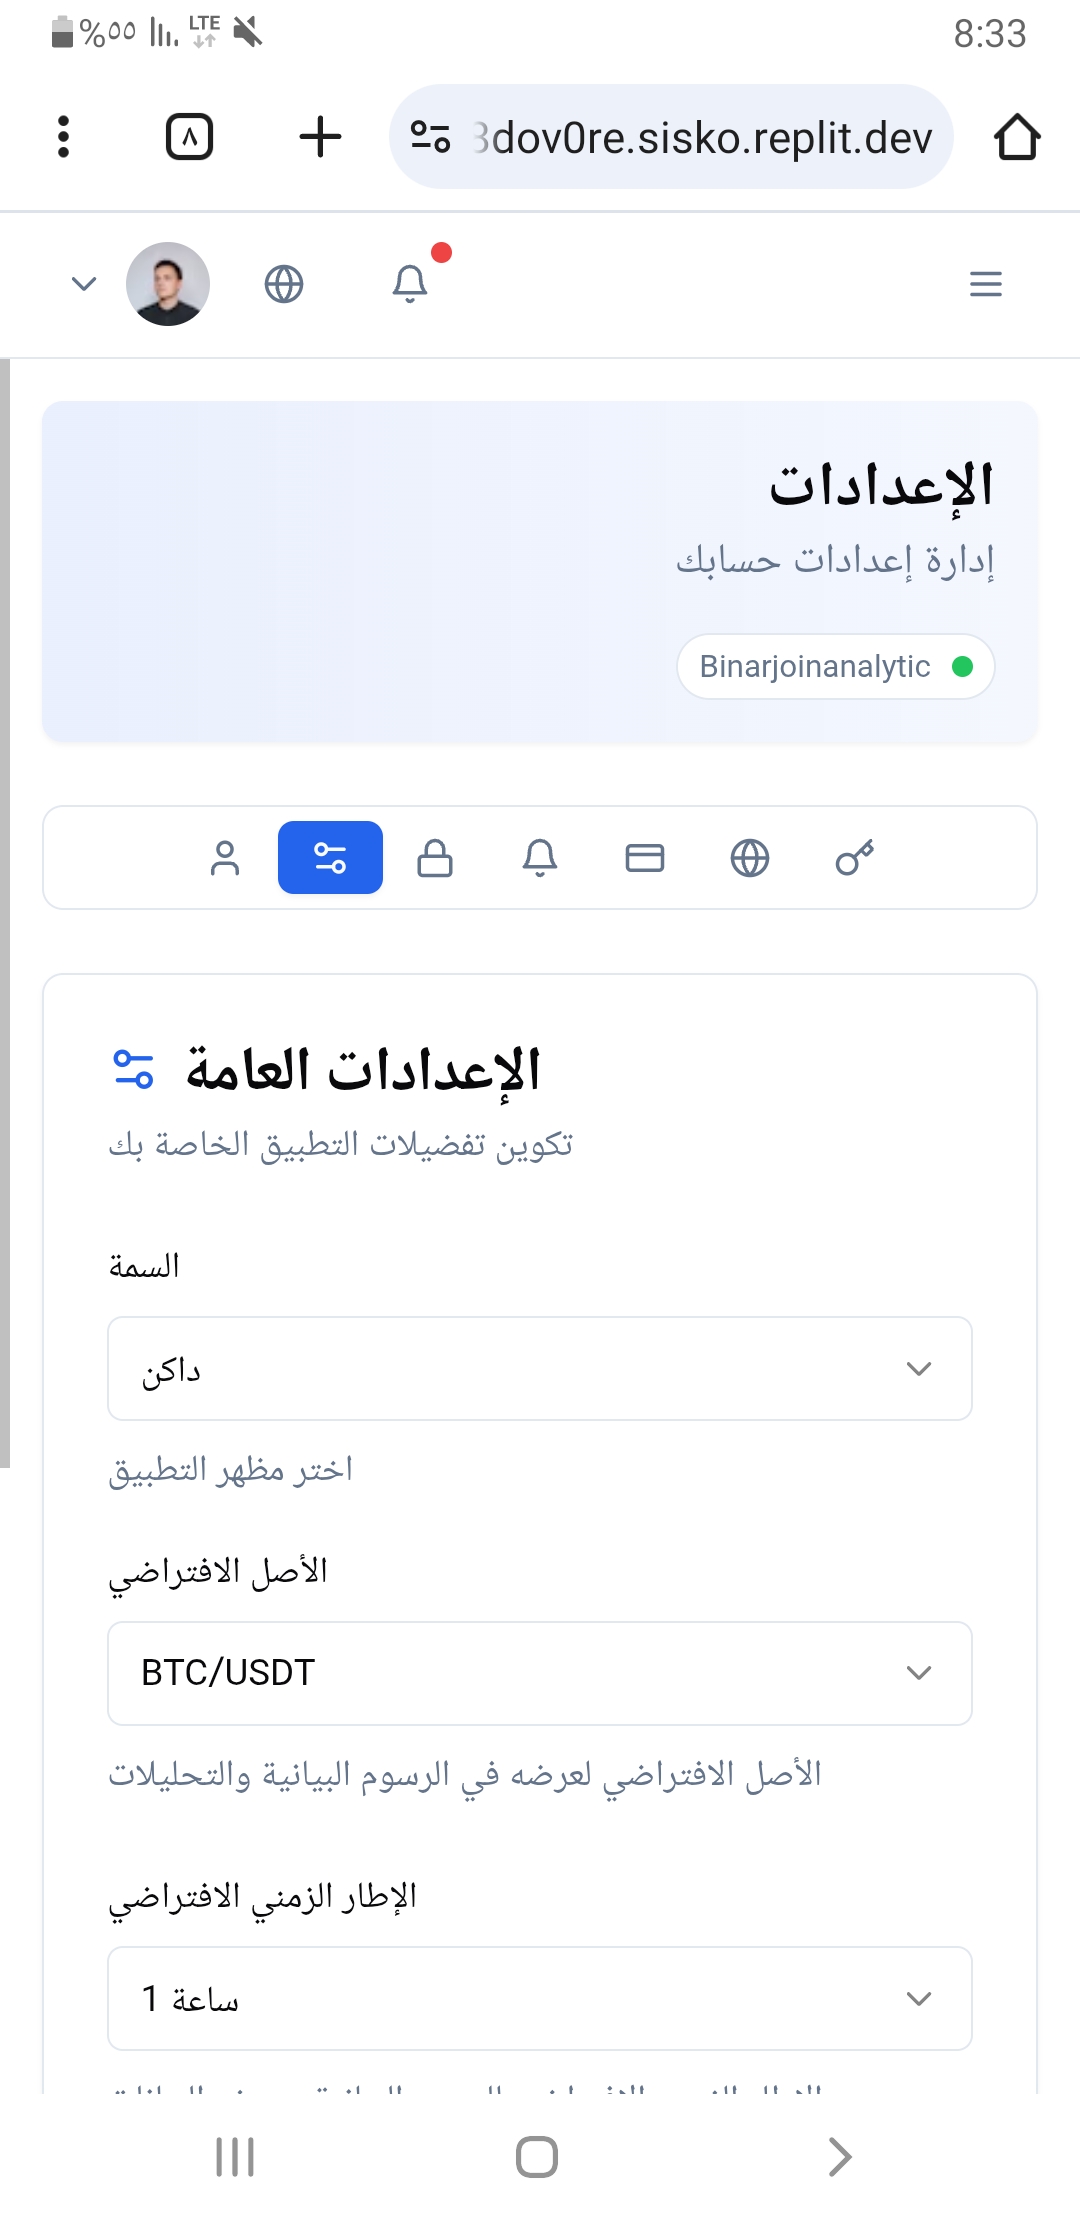 %٥٥ LTE 8:33
٨ 3dov0re.sisko.replit.dev
الإعدادات
إدارة إعدادات حسابك
Binarjoinanalytic
الإعدادات العامة
تكوين تفضيلات التطبيق الخاصة بك
السمة
داكن
اختر مظهر التطبيق
الأصل الافتراضي
BTC/USDT
الأصل الافتراضي لعرضه في الرسوم البيانية والتحليلات
الإطار الزمني الافتراضي
1 ساعة